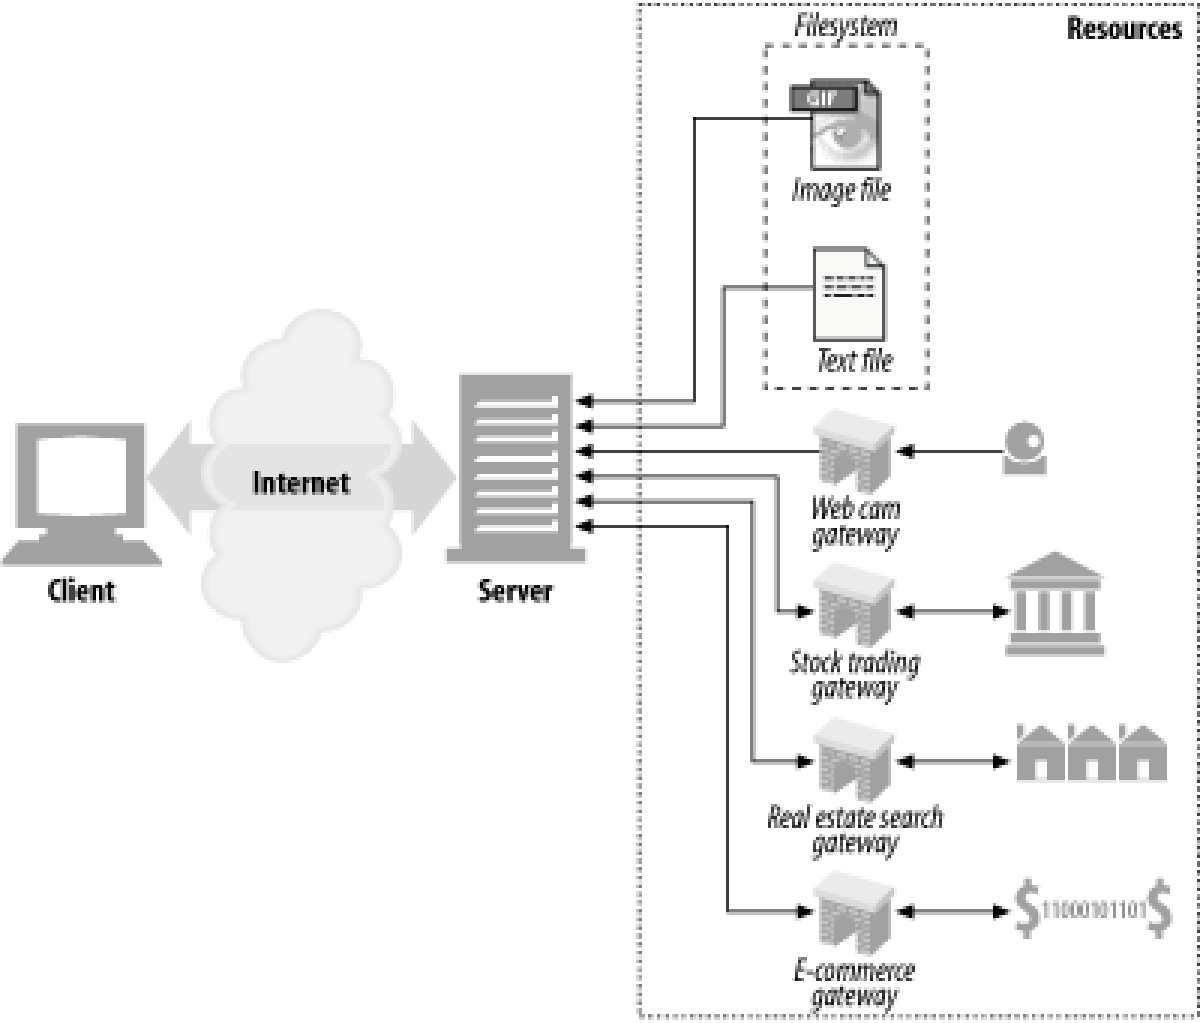 Filesystem
Resources
GIF
Image file
Text file
Internet
Client
Server
Web cam
gateway
Stock trading
gateway
Real estate search
gateway
$11000101101$
E-commerce
gateway